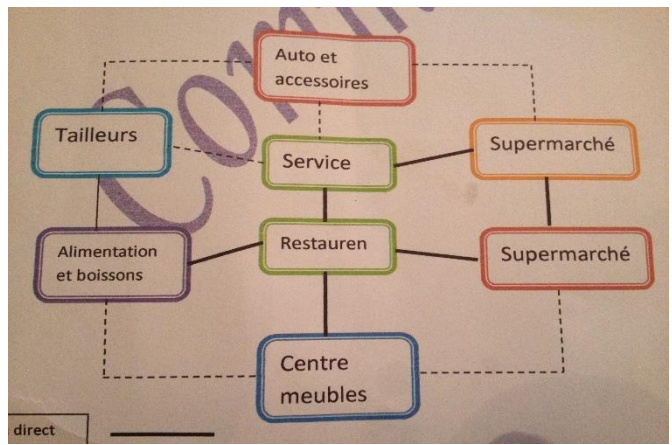 Auto et
accessoires
Tailleurs
Service
Supermarché
Alimentation
et boissons
Restauren
Supermarché
Centre
meubles
direct